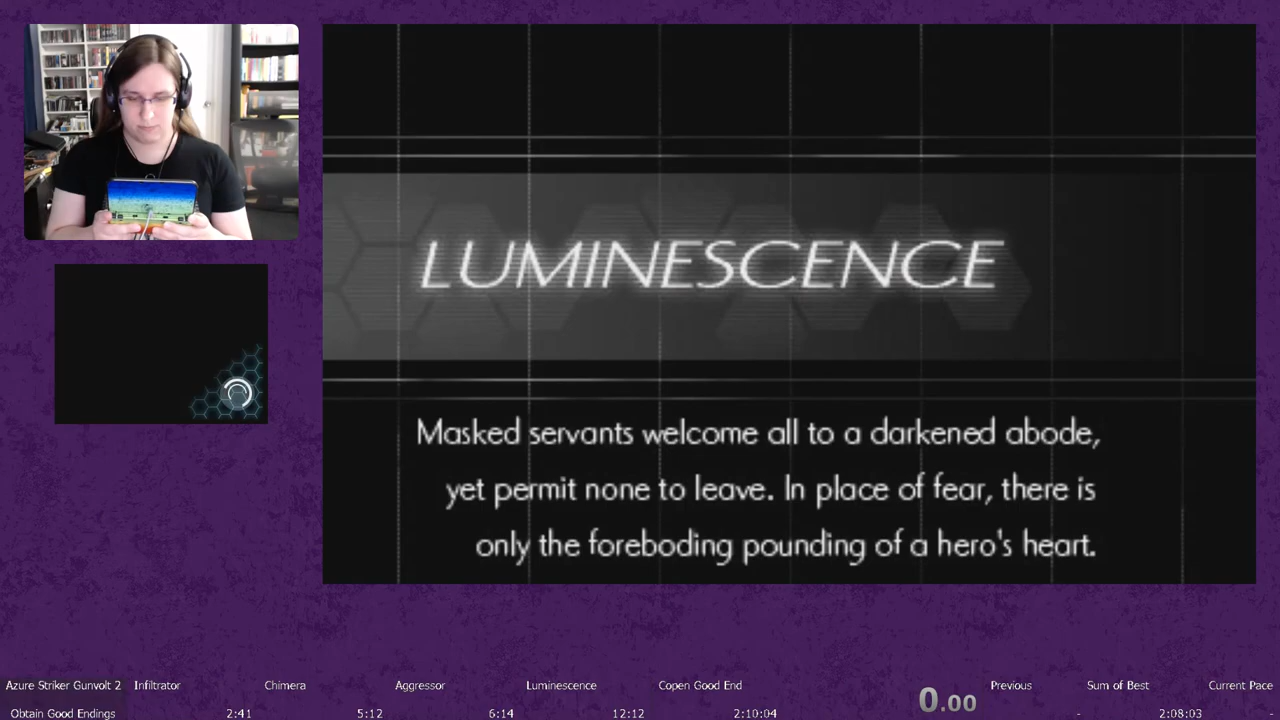 LUMINESCENCE
Masked servants welcome all to a darkened abode,
yet permit none to leave. In place of fear, there is
only the foreboding pounding of a hero's heart.
Azure Striker Gunvolt 2 Infiltrator Chimera Aggressor Luminescence Copen Good End 0.00 Previous Sum of Best Current Pace
Obtain Good Endings 2:41 5:12 6:14 12:12 2:10:04 - 2:08:03 -